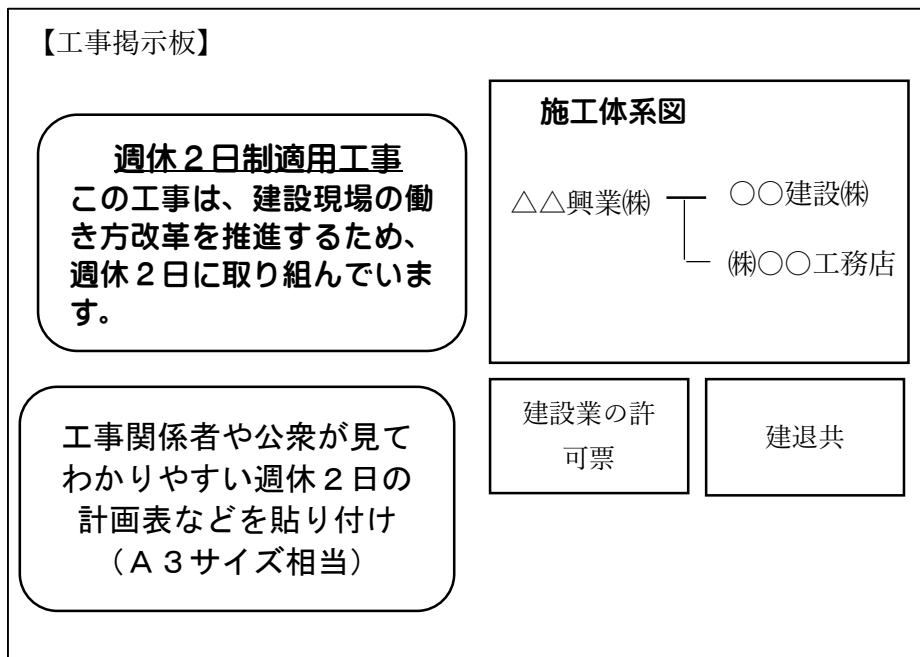 【工事掲示板】
週休２日制適用工事
この工事は、建設現場の働
き方改革を推進するため、
週休２日に取り組んでいま
す。
施工体系図
△△興業㈱
○○建設㈱
㈱○○工務店
工事関係者や公衆が見て
わかりやすい週休２日の
計画表などを貼り付け
（Ａ３サイズ相当）
建設業の許
可票
建退共